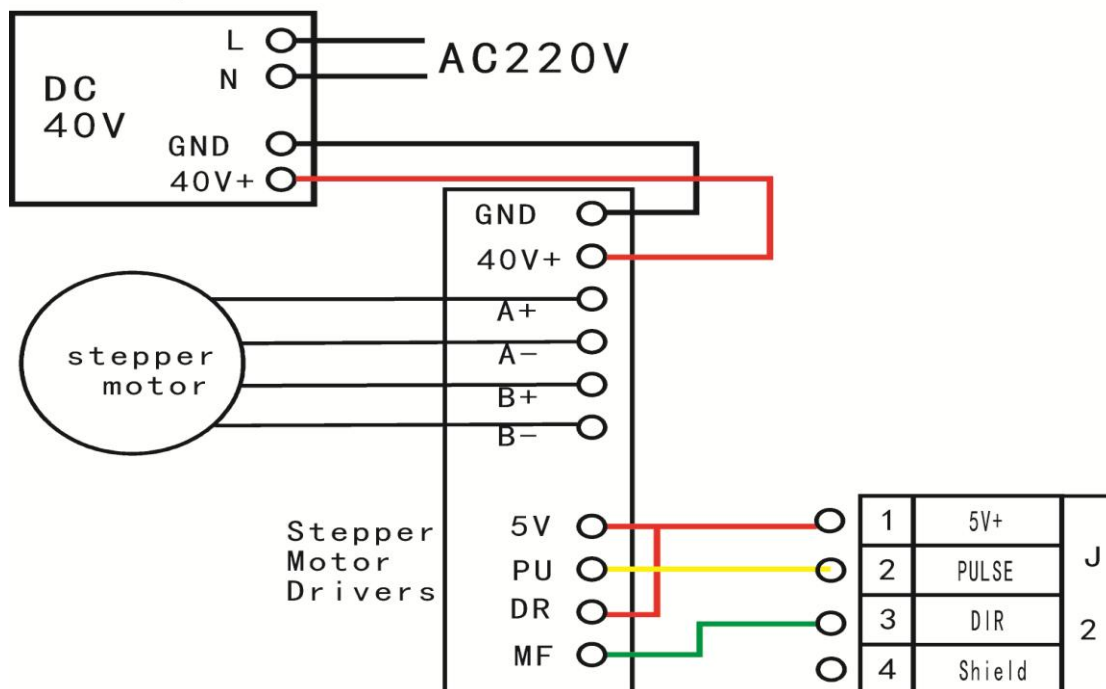 L
N
AC220V
DC
40V
GND
40V+
GND
40V+
A+
A-
B+
B-
stepper
motor
Stepper
Motor
Drivers
5V
PU
DR
MF
1 5V+
2 PULSE
3 DIR
4 Shield
J
2